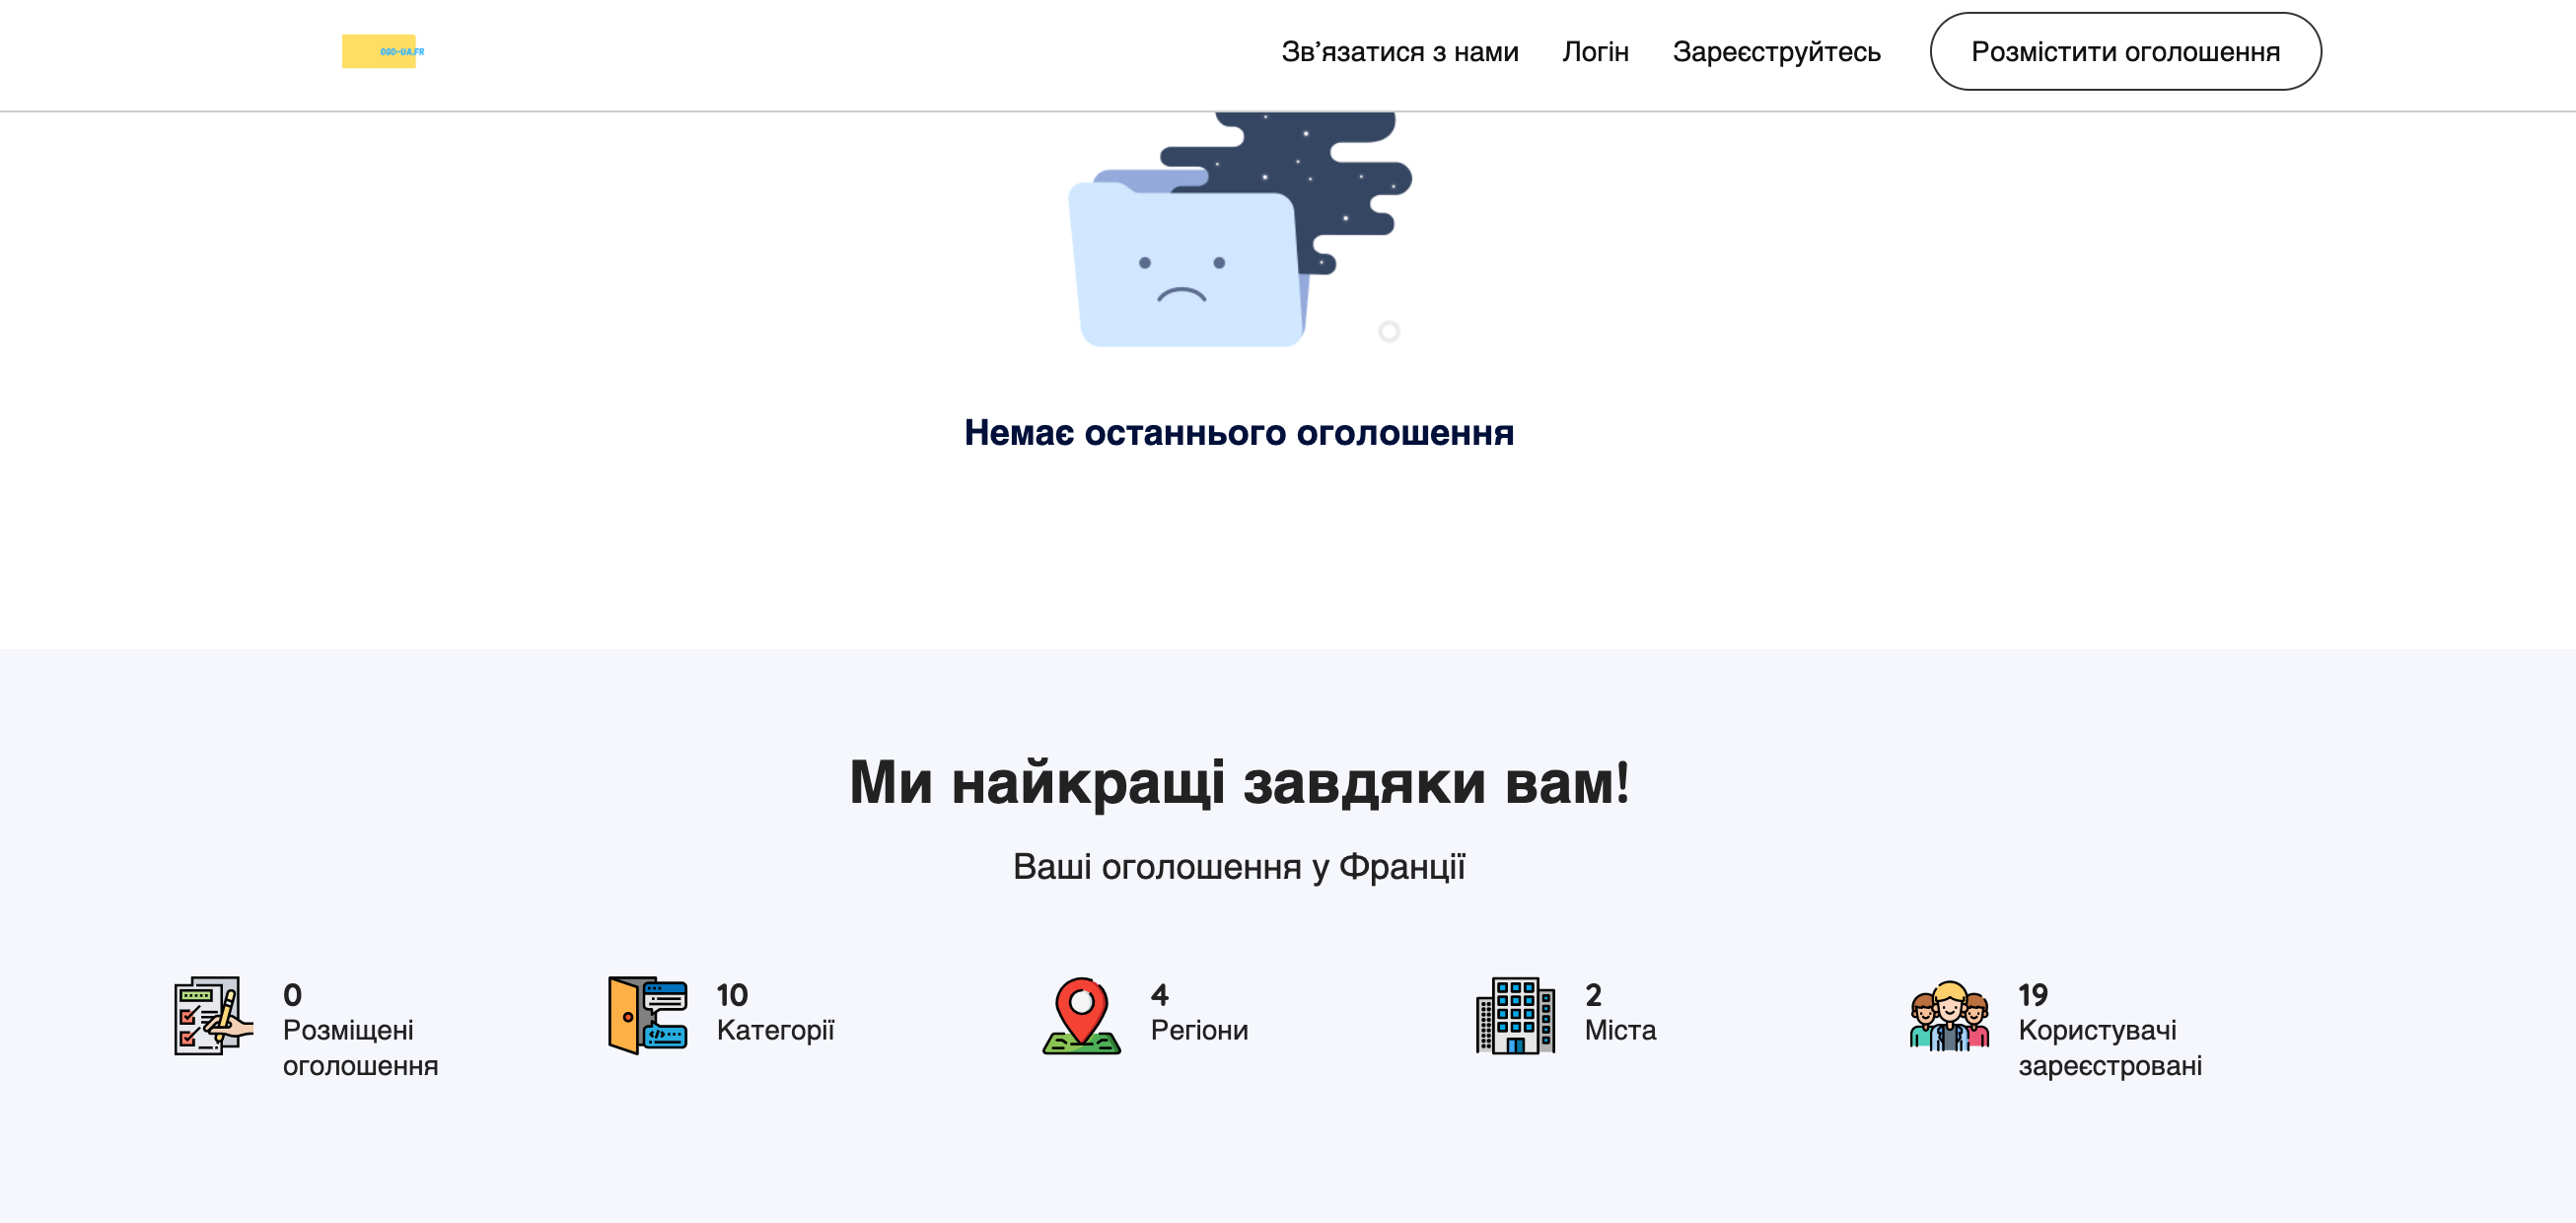 OGO-UA.FR
Зв’язатися з нами
Логін
Зареєструйтесь
Розмістити оголошення
Немає останнього оголошення
Ми найкращі завдяки вам!
Ваші оголошення у Франції
0
Розміщені
оголошення
10
Категорії
4
Регіони
2
Міста
19
Користувачі
зареєстровані